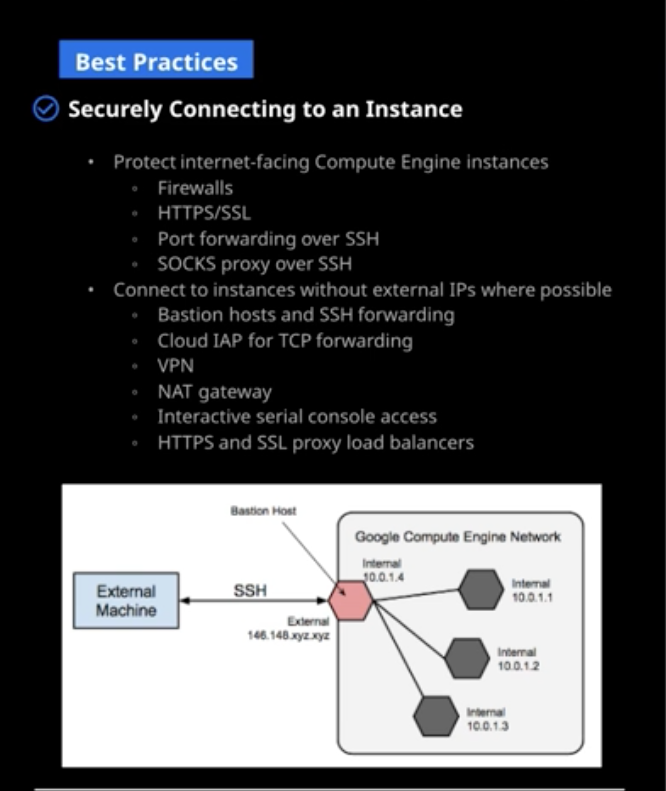 Best Practices
Securely Connecting to an Instance
• Protect internet-facing Compute Engine instances
◦ Firewalls
◦ HTTPS/SSL
◦ Port forwarding over SSH
◦ SOCKS proxy over SSH
• Connect to instances without external IPs where possible
◦ Bastion hosts and SSH forwarding
◦ Cloud IAP for TCP forwarding
◦ VPN
◦ NAT gateway
◦ Interactive serial console access
◦ HTTPS and SSL proxy load balancers
Bastion Host
Google Compute Engine Network
Internal
10.0.1.4
External
Machine
SSH
External
146.148.xyz.xyz
Internal
10.0.1.1
Internal
10.0.1.2
Internal
10.0.1.3